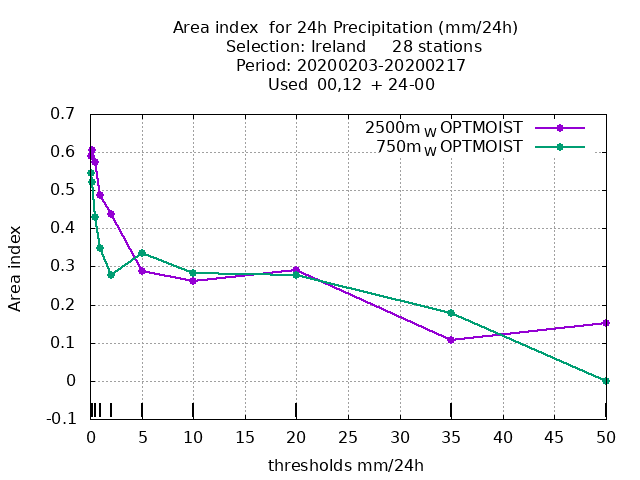 Area index  for 24h Precipitation (mm/24h)
Selection: Ireland     28 stations
Period: 20200203-20200217
Used  00,12  + 24-00
2500m W OPTMOIST
750m W OPTMOIST
0.7
0.6
0.5
0.4
0.3
0.2
0.1
0
-0.1
Area index
0 5 10 15 20 25 30 35 40 45 50
thresholds mm/24h